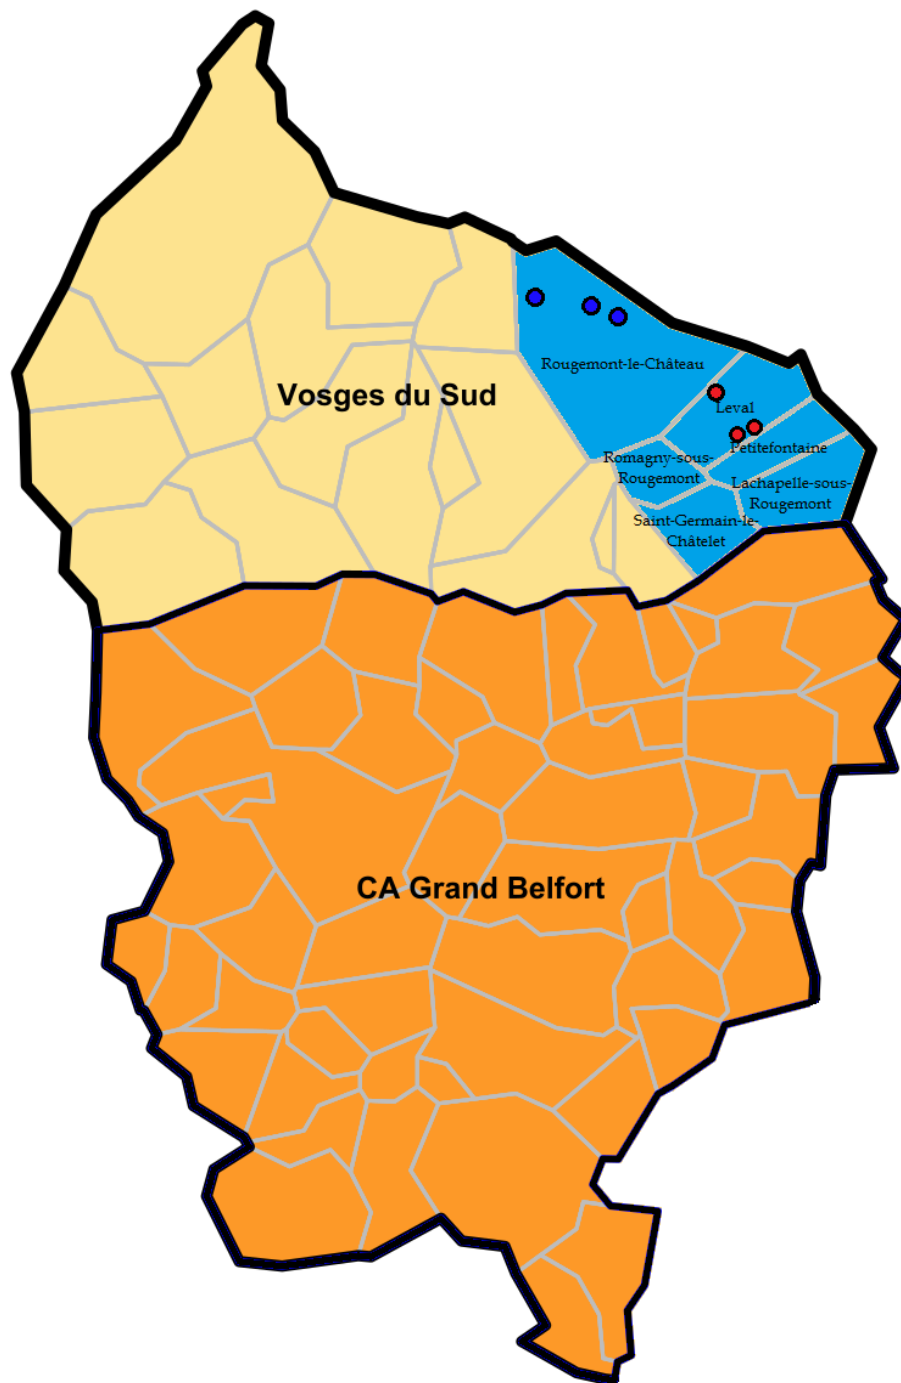 Rougemont-le-Château
Vosges du Sud
Leval
Petitefontaine
Romagny-sous-
Rougemont
Lachapelle-sous-
Rougemont
Saint-Germain-le-
Châtelet
CA Grand Belfort